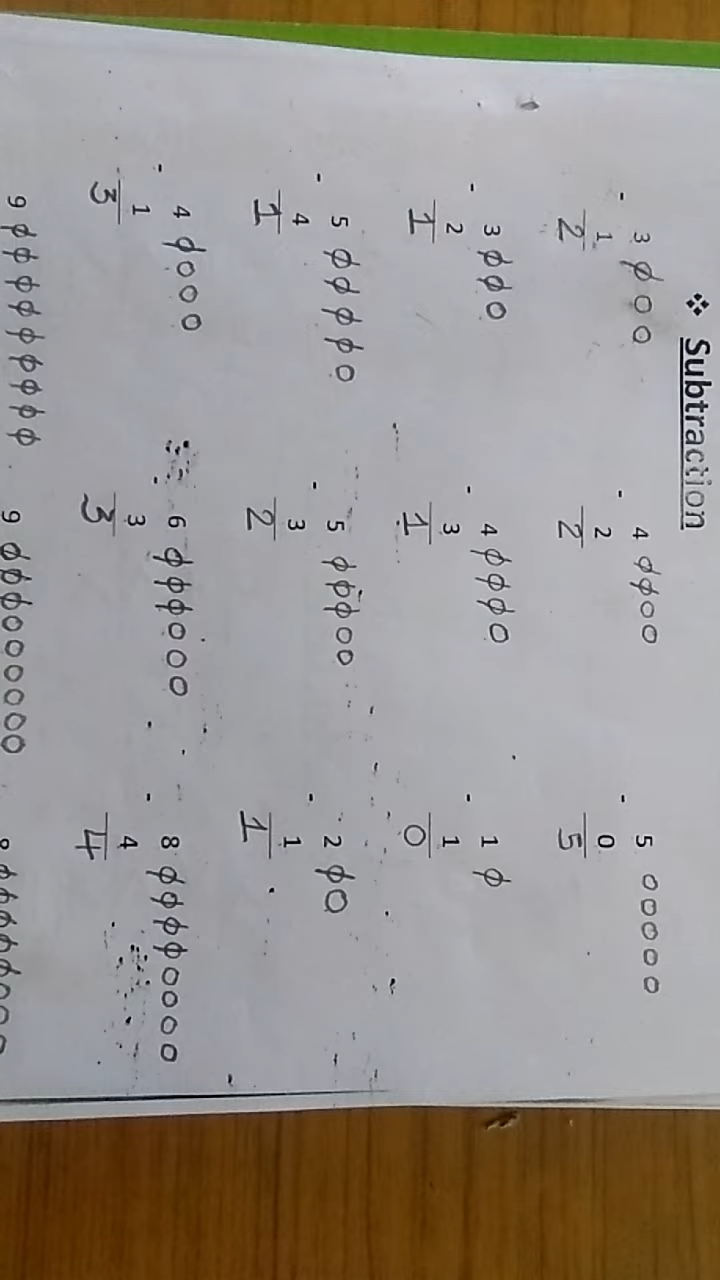 ❖ Subtraction
3 4 5
- 1 - 2 - 0
2 2 5
3 4 1
- 2 - 3 - 1
1 1 0
5 5 2
- 4 - 3 - 1
1 2 1
4 6 8
- 1 - 3 - 4
3 3 4
9 9